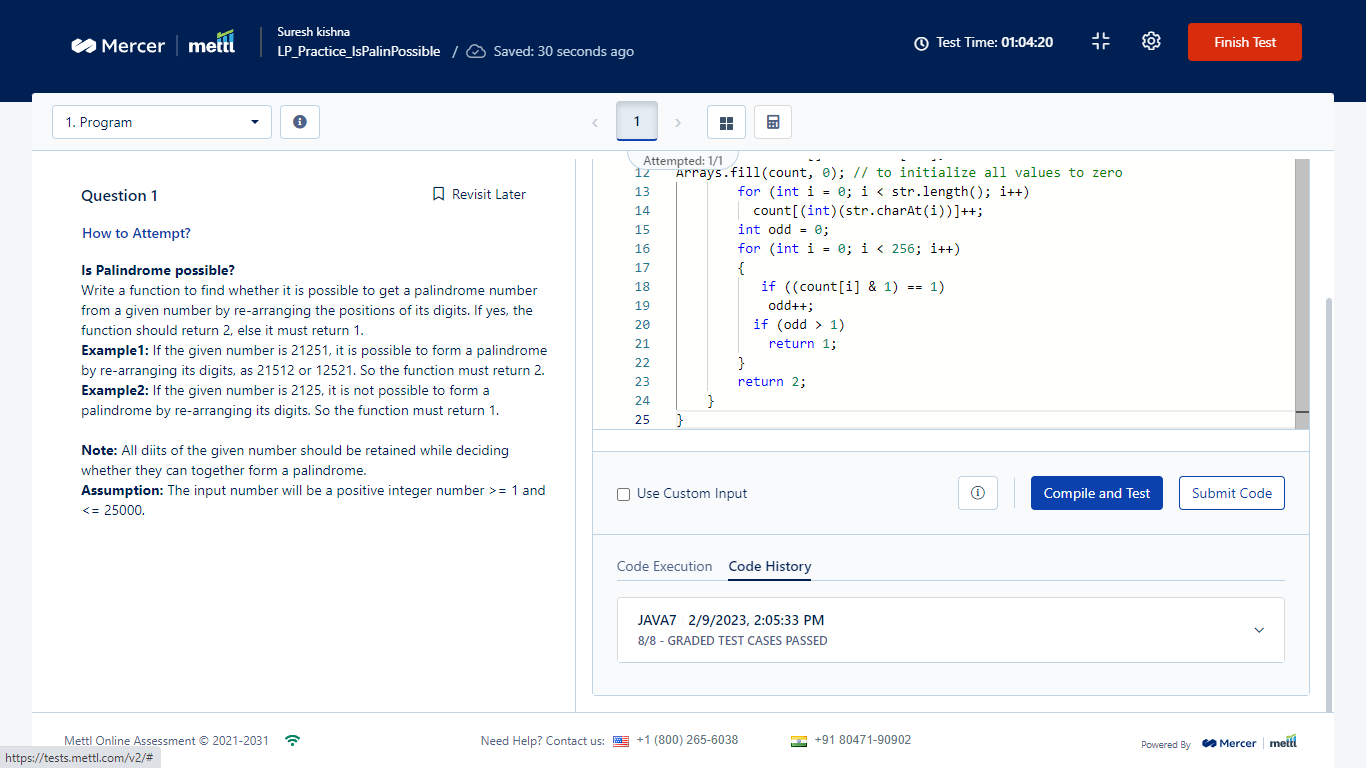 Mercer mettl
Suresh kishna
LP_Practice_IsPalinPossible / Saved: 30 seconds ago
Test Time: 01:04:20
Finish Test
1. Program
1
Attempted: 1/1
Question 1
Revisit Later
How to Attempt?
Is Palindrome possible?
Write a function to find whether it is possible to get a palindrome number
from a given number by re-arranging the positions of its digits. If yes, the
function should return 2, else it must return 1.
Example1: If the given number is 21251, it is possible to form a palindrome
by re-arranging its digits, as 21512 or 12521. So the function must return 2.
Example2: If the given number is 2125, it is not possible to form a
palindrome by re-arranging its digits. So the function must return 1.
Note: All diits of the given number should be retained while deciding
whether they can together form a palindrome.
Assumption: The input number will be a positive integer number >= 1 and
<= 25000.
12 Arrays.fill(count, 0); // to initialize all values to zero
13 for (int i = 0; i < str.length(); i++)
14 count[(int)(str.charAt(i))]++;
15 int odd = 0;
16 for (int i = 0; i < 256; i++)
17 {
18 if ((count[i] & 1) == 1)
19 odd++;
20 if (odd > 1)
21 return 1;
22 }
23 return 2;
24 }
25 }
Use Custom Input
Compile and Test
Submit Code
Code Execution Code History
JAVA7 2/9/2023, 2:05:33 PM
8/8 - GRADED TEST CASES PASSED
Mettl Online Assessment © 2021-2031
Need Help? Contact us: +1 (800) 265-6038
+91 80471-90902
Powered By Mercer mettl
https://tests.mettl.com/v2/#